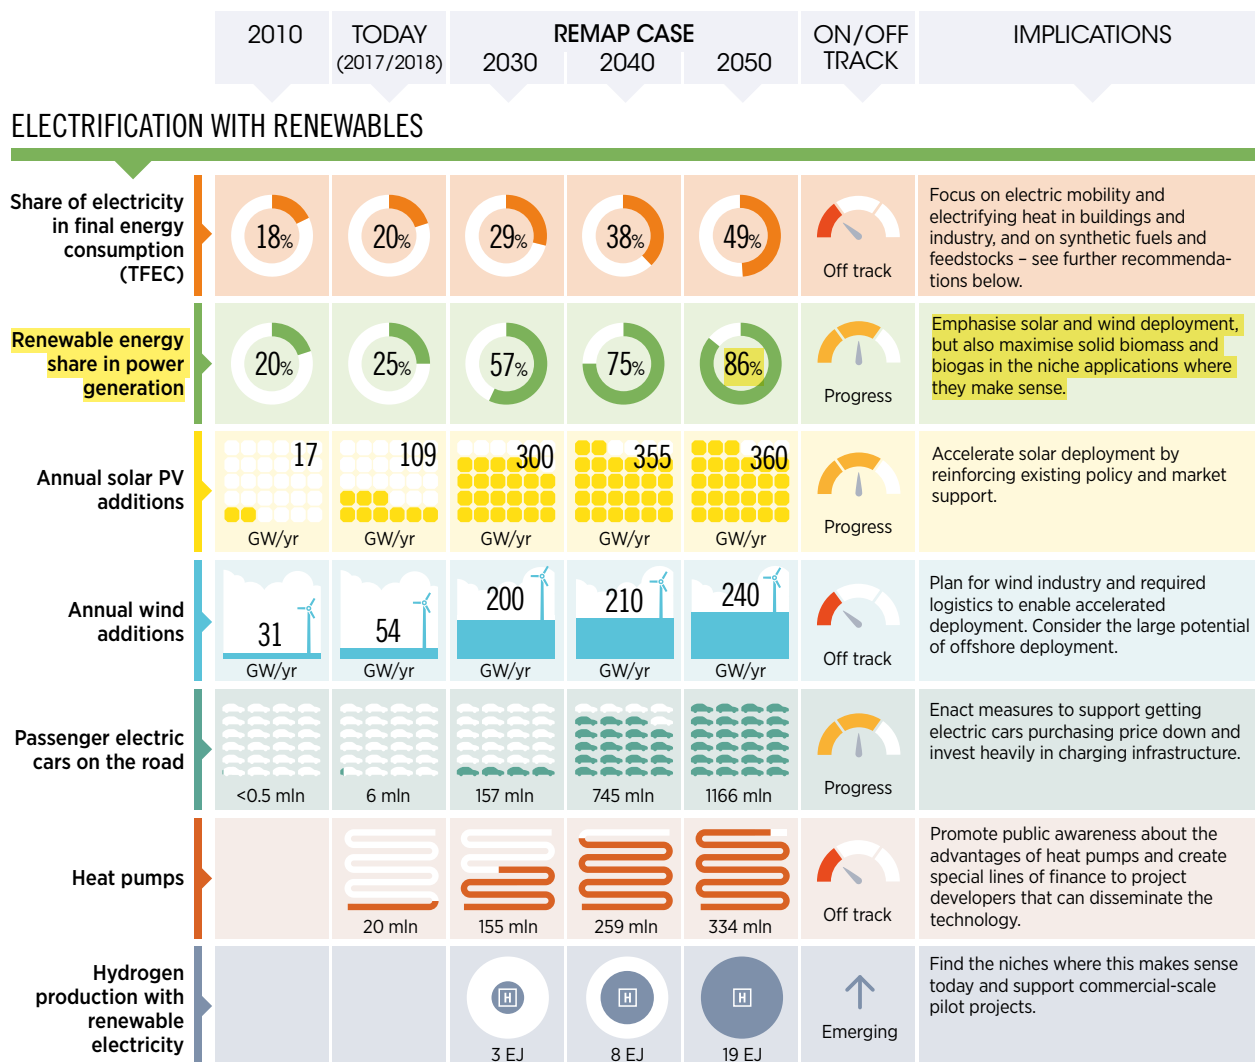 2010
TODAY
(2017/2018)
REMAP CASE
2030
2040
2050
ON/OFF
TRACK
IMPLICATIONS
ELECTRIFICATION WITH RENEWABLES
Share of electricity
in final energy
consumption
(TFEC)
18%
20%
29%
38%
49%
Off track
Focus on electric mobility and
electrifying heat in buildings and
industry, and on synthetic fuels and
feedstocks – see further recommenda-
tions below.
Renewable energy
share in power
generation
20%
25%
57%
75%
86%
Progress
Emphasise solar and wind deployment,
but also maximise solid biomass and
biogas in the niche applications where
they make sense.
Annual solar PV
additions
17
GW/yr
109
GW/yr
300
GW/yr
355
GW/yr
360
GW/yr
Progress
Accelerate solar deployment by
reinforcing existing policy and market
support.
Annual wind
additions
31
GW/yr
54
GW/yr
200
GW/yr
210
GW/yr
240
GW/yr
Off track
Plan for wind industry and required
logistics to enable accelerated
deployment. Consider the large potential
of offshore deployment.
Passenger electric
cars on the road
<0.5 mln
6 mln
157 mln
745 mln
1166 mln
Progress
Enact measures to support getting
electric cars purchasing price down and
invest heavily in charging infrastructure.
Heat pumps
20 mln
155 mln
259 mln
334 mln
Off track
Promote public awareness about the
advantages of heat pumps and create
special lines of finance to project
developers that can disseminate the
technology.
Hydrogen
production with
renewable
electricity
H
3 EJ
H
8 EJ
H
19 EJ
Emerging
Find the niches where this makes sense
today and support commercial-scale
pilot projects.